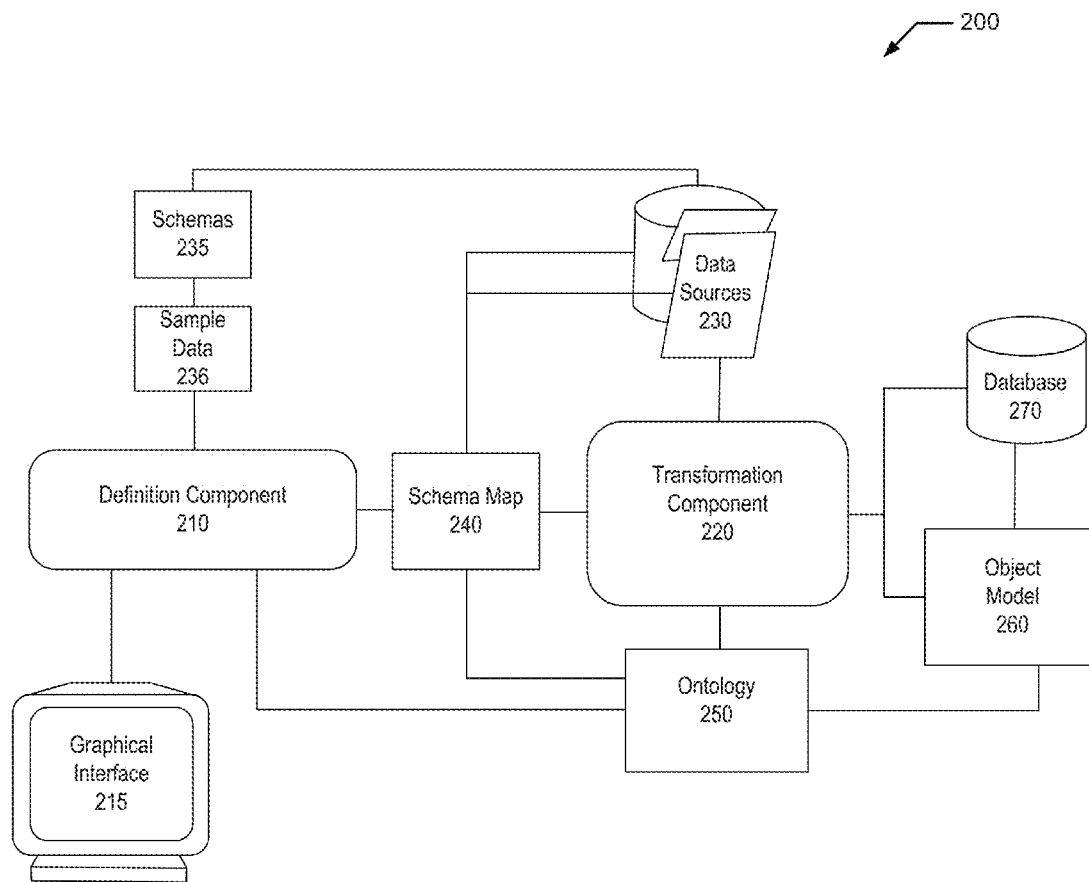 200
Schemas
235
Sample
Data
236
Data
Sources
230
Database
270
Definition Component
210
Schema Map
240
Transformation
Component
220
Object
Model
260
Ontology
250
Graphical
Interface
215